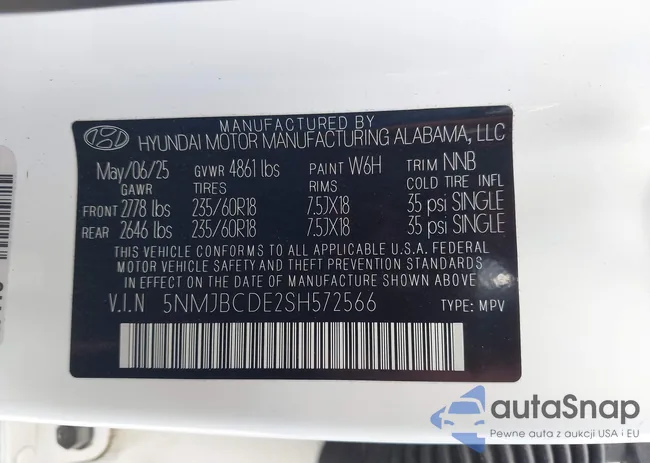 MANUFACTURED BY
HYUNDAI MOTOR MANUFACTURING ALABAMA, LLC
May/06/25 GVWR 4861 lbs PAINT W6H TRIM NNB
GAWR TIRES RIMS COLD TIRE INFL
FRONT 2778 lbs 235/60R18 7.5JX18 35 psi SINGLE
REAR 2646 lbs 235/60R18 7.5JX18 35 psi SINGLE
THIS VEHICLE CONFORMS TO ALL APPLICABLE U.S.A. FEDERAL
MOTOR VEHICLE SAFETY AND THEFT PREVENTION STANDARDS
IN EFFECT ON THE DATE OF MANUFACTURE SHOWN ABOVE.
V.I.N 5NMJBCDE2SH572566 TYPE: MPV
autaSnap
Pewne auta z aukcji USA i EU